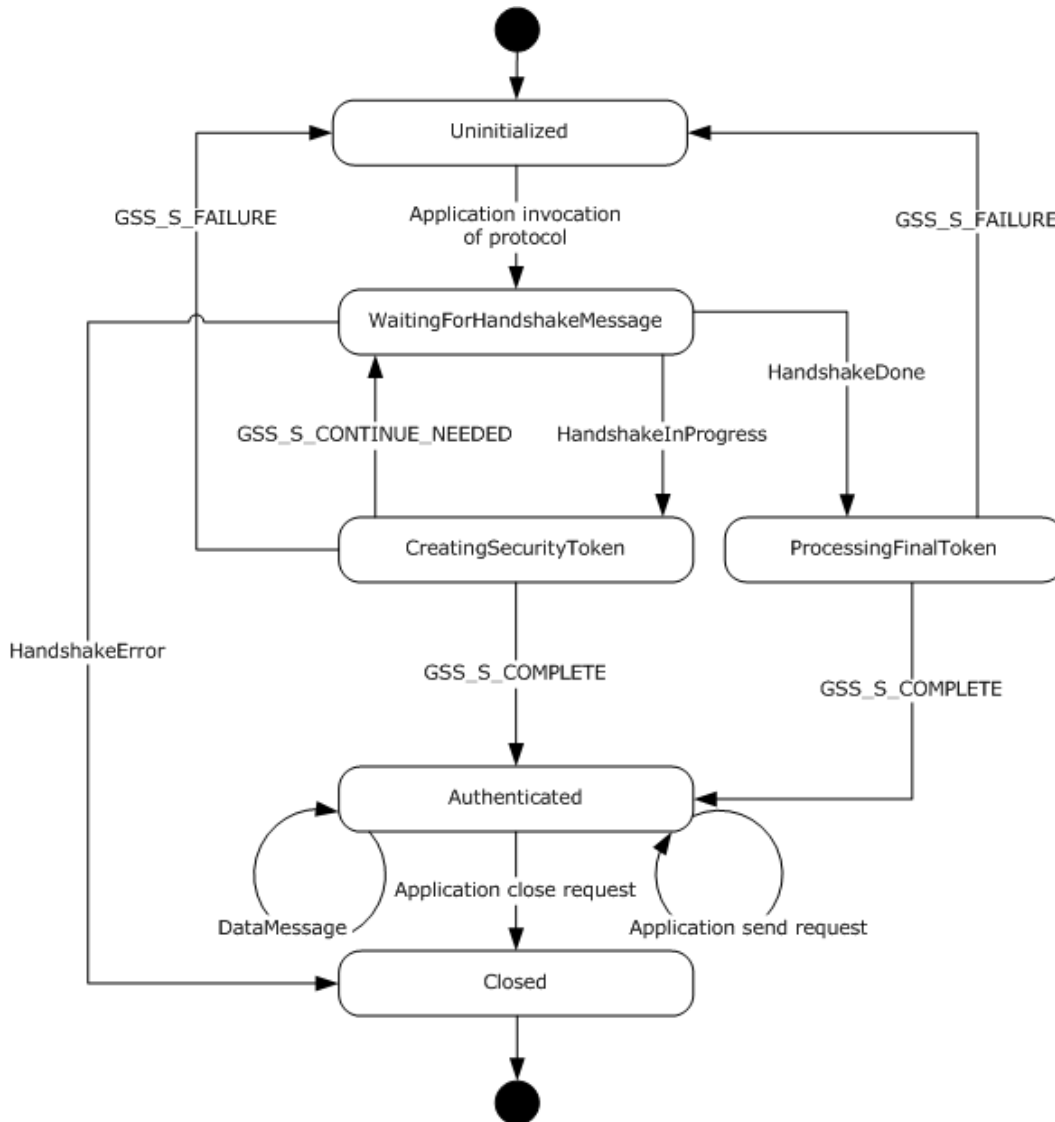 Uninitialized
GSS_S_FAILURE
Application invocation
of protocol
GSS_S_FAILURE
WaitingForHandshakeMessage
HandshakeDone
GSS_S_CONTINUE_NEEDED
HandshakeInProgress
CreatingSecurityToken
ProcessingFinalToken
HandshakeError
GSS_S_COMPLETE
GSS_S_COMPLETE
Authenticated
Application close request
DataMessage
Application send request
Closed